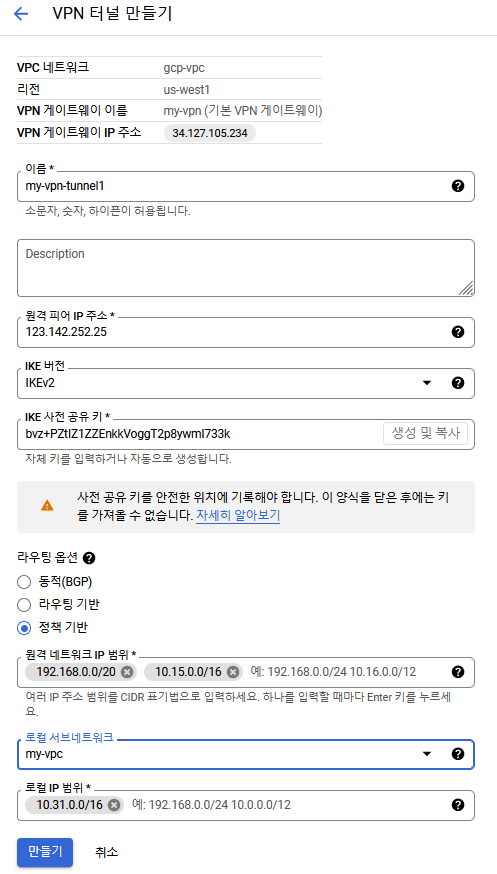 VPN 터널 만들기
VPC 네트워크 gcp-vpc
리전 us-west1
VPN 게이트웨이 이름 my-vpn (기본 VPN 게이트웨이)
VPN 게이트웨이 IP 주소 34.127.105.234
이름 *
my-vpn-tunnel1
소문자, 숫자, 하이픈이 허용됩니다.
Description
원격 피어 IP 주소 *
123.142.252.25
IKE 버전
IKEv2
IKE 사전 공유 키 *
bvz+PZtIZ1ZZEnkkVoggT2p8ywmI733k 생성 및 복사
자체 키를 입력하거나 자동으로 생성합니다.
사전 공유 키를 안전한 위치에 기록해야 합니다. 이 양식을 닫은 후에는 키
를 가져올 수 없습니다. 자세히 알아보기
라우팅 옵션
동적(BGP)
라우팅 기반
정책 기반
원격 네트워크 IP 범위 *
192.168.0.0/20 10.15.0.0/16 예: 192.168.0.0/24 10.16.0.0/12
여러 IP 주소 범위를 CIDR 표기법으로 입력하세요. 하나를 입력할 때마다 Enter 키를 누르세
요.
로컬 서브네트워크
my-vpc
로컬 IP 범위 *
10.31.0.0/16 예: 192.168.0.0/24 10.0.0.0/12
만들기 취소